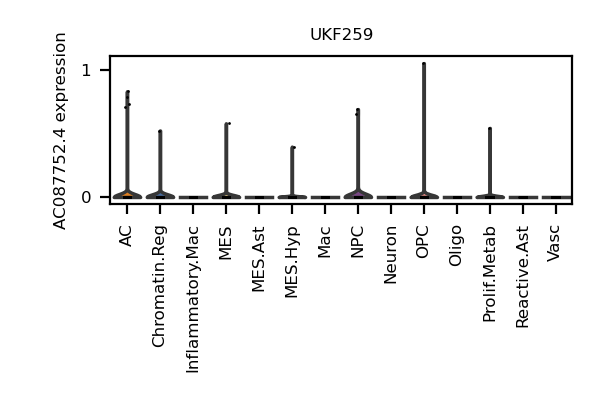 UKF259
AC087752.4 expression
1
0
AC
Chromatin.Reg
Inflammatory.Mac
MES
MES.Ast
MES.Hyp
Mac
NPC
Neuron
OPC
Oligo
Prolif.Metab
Reactive.Ast
Vasc